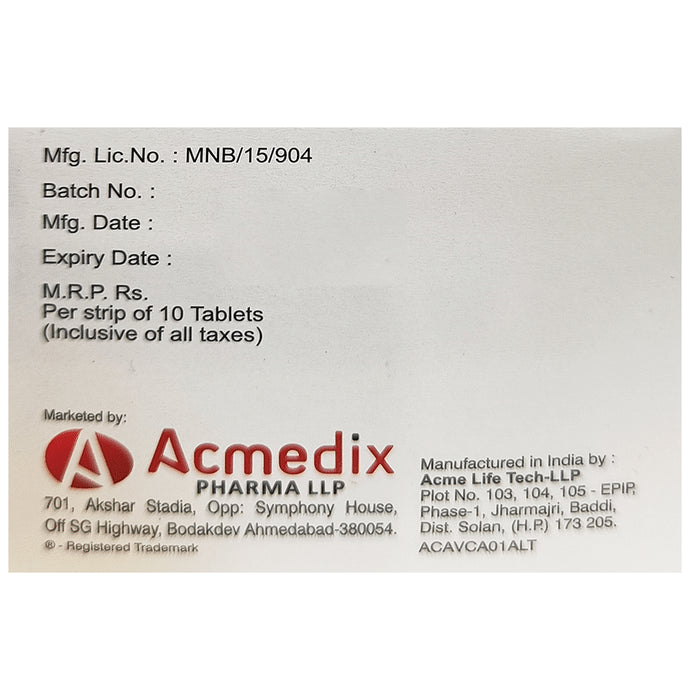 Mfg. Lic.No. : MNB/15/904
Batch No. :
Mfg. Date :
Expiry Date :
M.R.P. Rs.
Per strip of 10 Tablets
(Inclusive of all taxes)
Marketed by:
Acmedix
PHARMA LLP
701, Akshar Stadia, Opp: Symphony House,
Off SG Highway, Bodakdev Ahmedabad-380054.
® - Registered Trademark
Manufactured in India by :
Acme Life Tech-LLP
Plot No. 103, 104, 105 - EPIP,
Phase-1, Jharmajri, Baddi,
Dist. Solan, (H.P.) 173 205.
ACAVCA01ALT